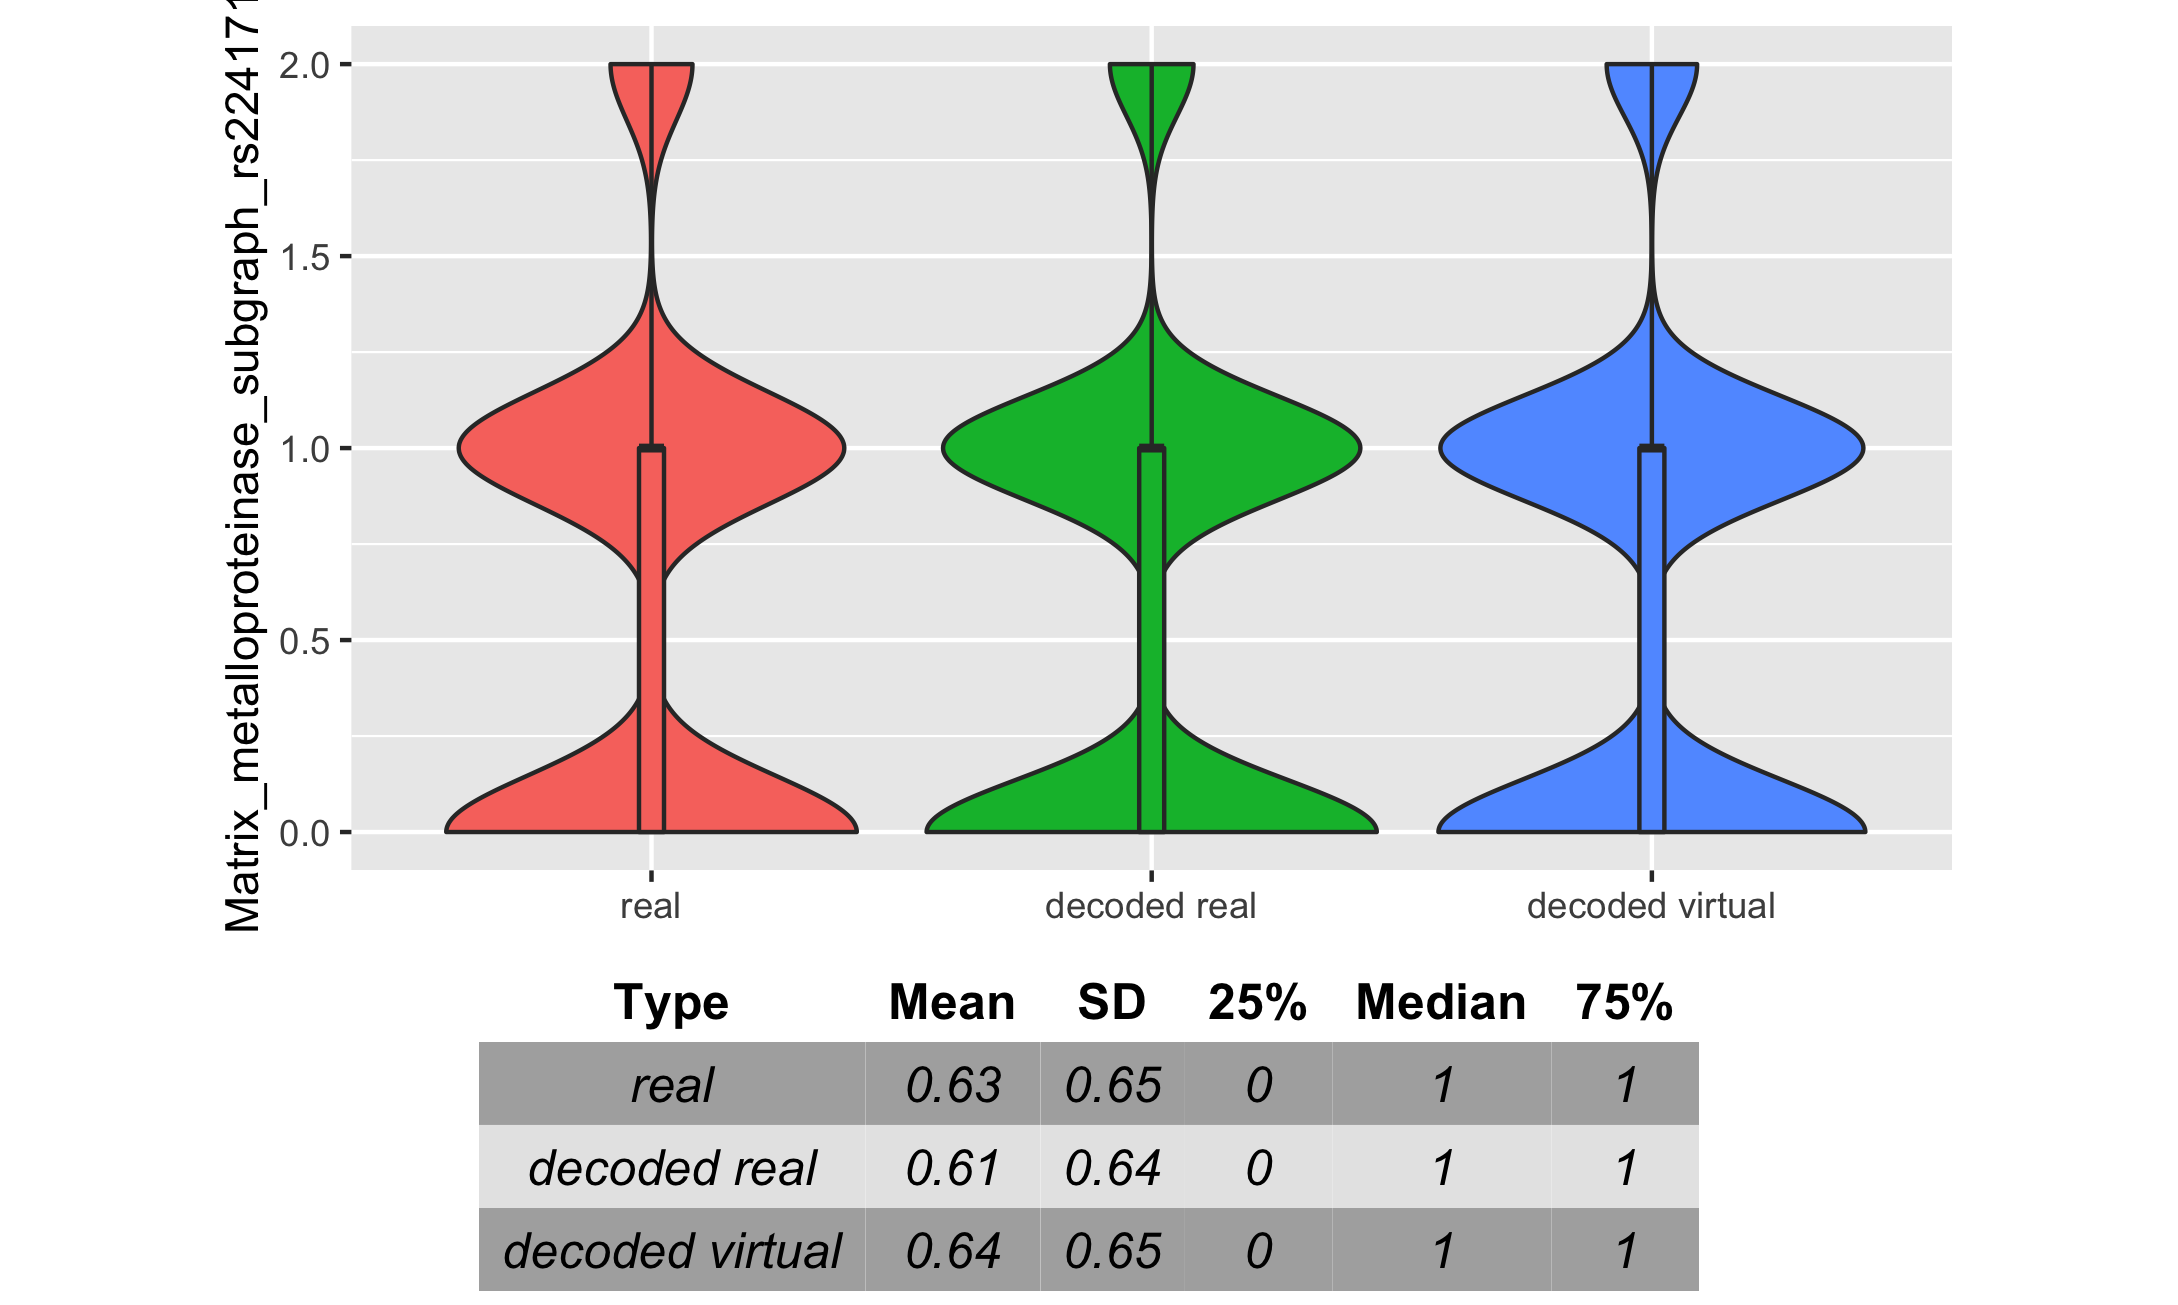 Matrix_metalloproteinase_subgraph_rs224171
2.0
1.5
1.0
0.5
0.0
real decoded real decoded virtual
Type Mean SD 25% Median 75%
real 0.63 0.65 0 1 1
decoded real 0.61 0.64 0 1 1
decoded virtual 0.64 0.65 0 1 1